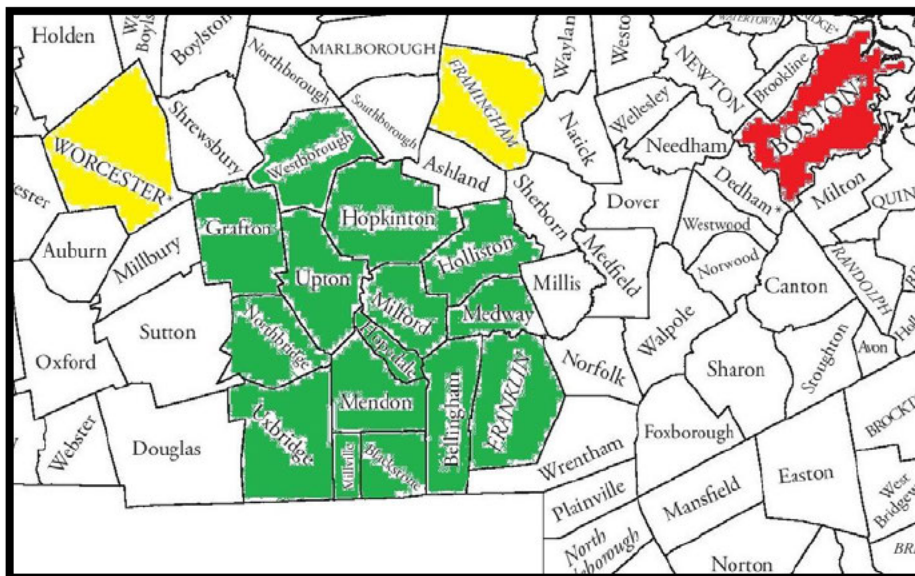 Holden
Boylston
Northborough
MARLBOROUGH
Southborough
FRAMINGHAM
Weston
NEWTON
WATERTOWN
Brookline
BOSTON
WORCESTER*
Shrewsbury
Westborough
Ashland
Natick
Wellesley
Needham
Dedham*
Milton
Sherborn
Dover
Westwood
Auburn
Millbury
Grafton
Hopkinton
Holliston
Upton
Milford
Medway
Millis
Medfield
Norwood
Canton
RANDOLPH
Oxford
Sutton
Northbridge
Hopedale
Norfolk
Walpole
Sharon
Stoughton
Avon
Webster
Douglas
Uxbridge
Mendon
Millville
Blackstone
Bellingham
FRANKLIN
Wrentham
Foxborough
Plainville
Mansfield
Easton
West
North
Norton